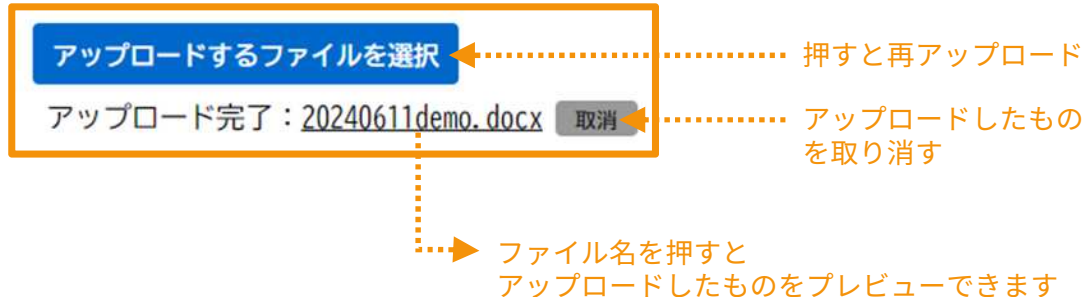 アップロードするファイルを選択
押すと再アップロード
アップロード完了：20240611demo.docx 取消
アップロードしたもの
を取り消す
ファイル名を押すと
アップロードしたものをプレビューできます